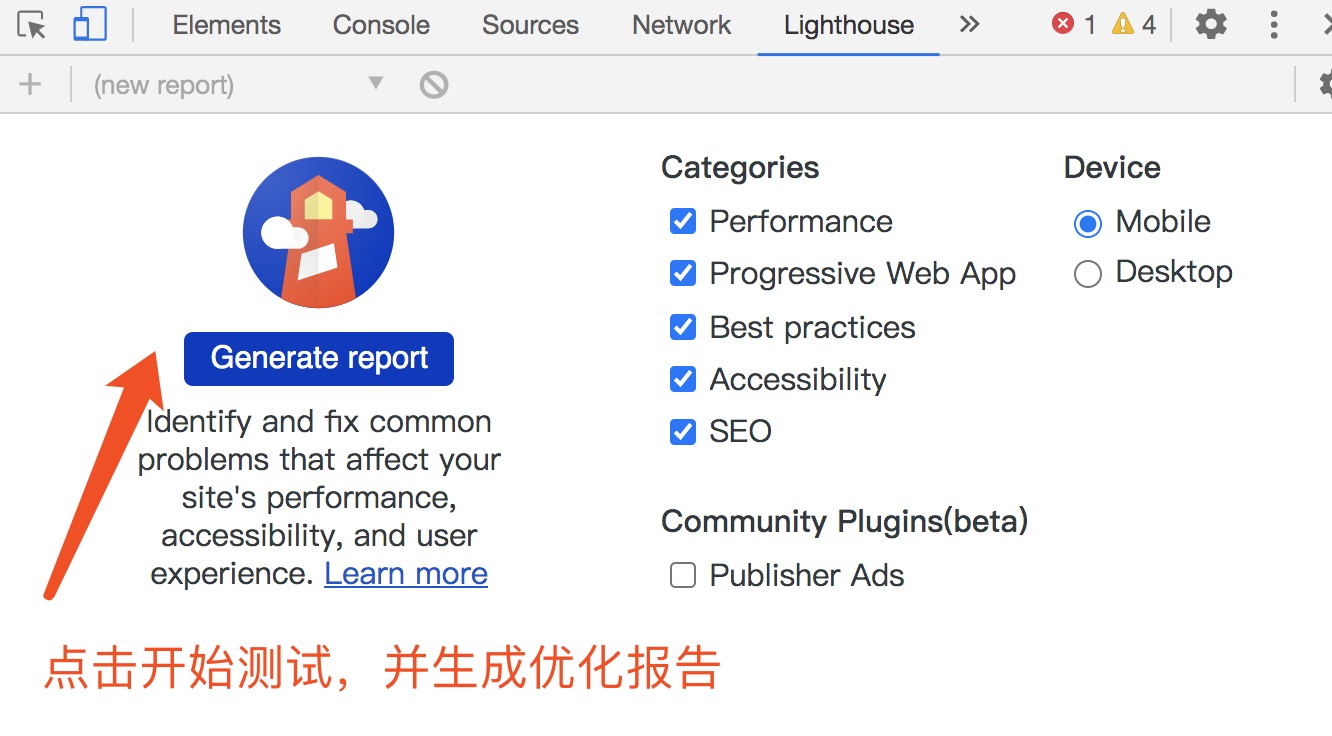 Elements Console Sources Network Lighthouse 1 4
(new report)
Generate report
Identify and fix common
problems that affect your
site's performance,
accessibility, and user
experience. Learn more
Categories
Performance
Progressive Web App
Best practices
Accessibility
SEO
Community Plugins(beta)
Publisher Ads
Device
Mobile
Desktop
点击开始测试，并生成优化报告